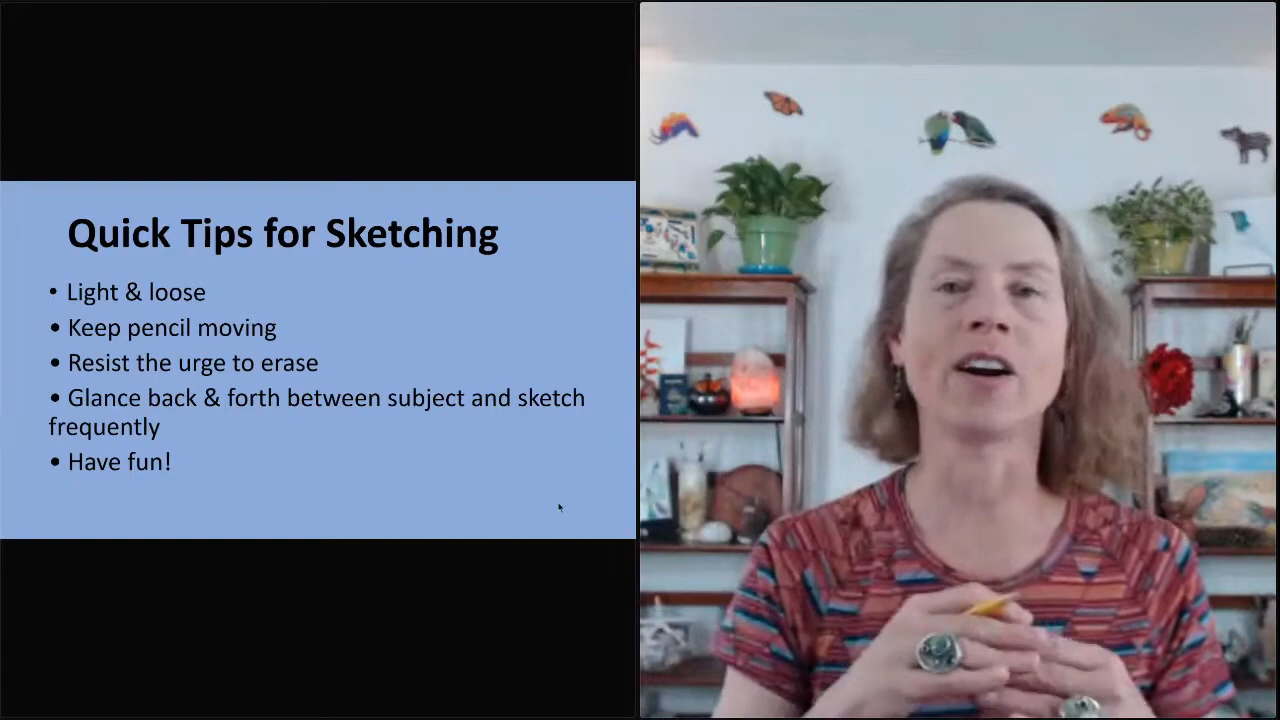 Quick Tips for Sketching
• Light & loose
• Keep pencil moving
• Resist the urge to erase
• Glance back & forth between subject and sketch
frequently
• Have fun!